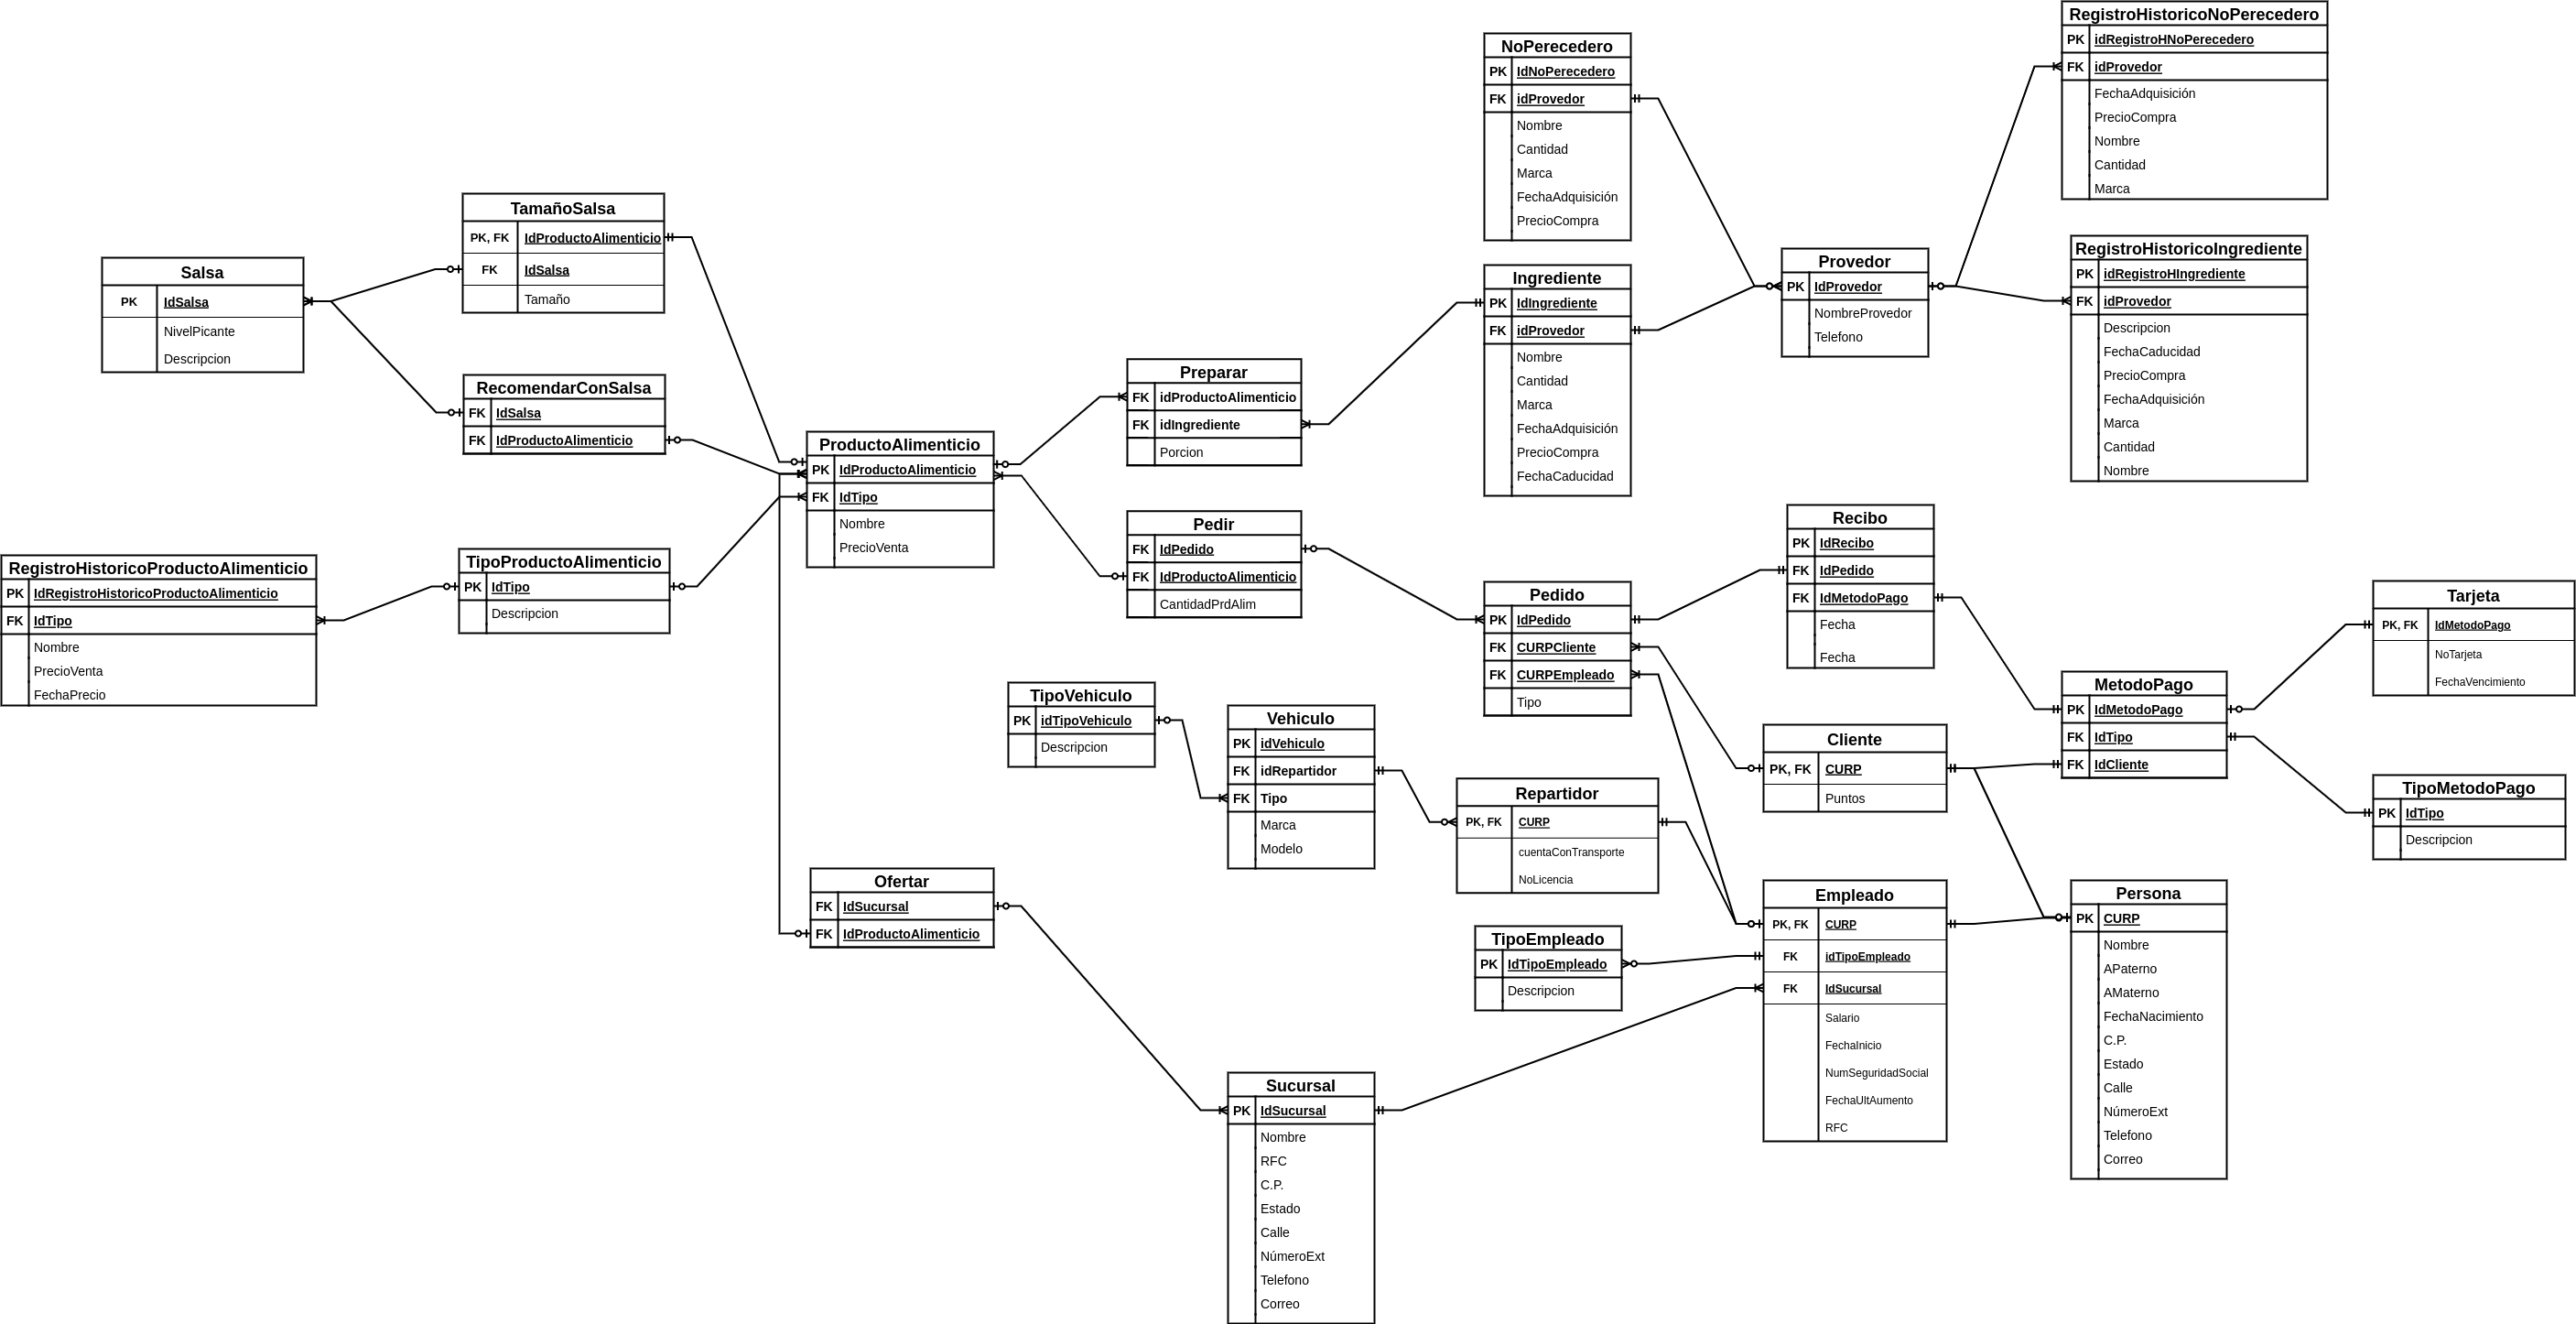 RegistroHistoricoNoPerecedero
PK idRegistroHNoPerecedero
FK idProvedor
FechaAdquisición
PrecioCompra
Nombre
Cantidad
Marca
NoPerecedero
PK IdNoPerecedero
FK idProvedor
Nombre
Cantidad
Marca
FechaAdquisición
PrecioCompra
TamañoSalsa
PK, FK IdProductoAlimenticio
FK IdSalsa
Tamaño
Salsa
PK IdSalsa
NivelPicante
Descripcion
RecomendarConSalsa
FK IdSalsa
FK IdProductoAlimenticio
Provedor
PK IdProvedor
NombreProvedor
Telefono
RegistroHistoricoIngrediente
PK idRegistroHIngrediente
FK idProvedor
Descripcion
FechaCaducidad
PrecioCompra
FechaAdquisición
Marca
Cantidad
Nombre
Ingrediente
PK IdIngrediente
FK idProvedor
Nombre
Cantidad
Marca
FechaAdquisición
PrecioCompra
FechaCaducidad
Preparar
FK idProductoAlimenticio
FK idIngrediente
Porcion
ProductoAlimenticio
PK IdProductoAlimenticio
FK IdTipo
Nombre
PrecioVenta
Pedir
FK IdPedido
FK IdProductoAlimenticio
CantidadPrdAlim
RegistroHistoricoProductoAlimenticio
PK IdRegistroHistoricoProductoAlimenticio
FK IdTipo
Nombre
PrecioVenta
FechaPrecio
TipoProductoAlimenticio
PK IdTipo
Descripcion
Recibo
PK IdRecibo
FK IdPedido
FK IdMetodoPago
Fecha
Fecha
Pedido
PK IdPedido
FK CURPCliente
FK CURPEmpleado
Tipo
Tarjeta
PK, FK IdMetodoPago
NoTarjeta
FechaVencimiento
MetodoPago
PK IdMetodoPago
FK IdTipo
FK IdCliente
TipoVehiculo
PK idTipoVehiculo
Descripcion
Vehiculo
PK idVehiculo
FK idRepartidor
FK Tipo
Marca
Modelo
Cliente
PK, FK CURP
Puntos
Repartidor
PK, FK CURP
cuentaConTransporte
NoLicencia
TipoMetodoPago
PK IdTipo
Descripcion
Ofertar
FK IdSucursal
FK IdProductoAlimenticio
TipoEmpleado
PK IdTipoEmpleado
Descripcion
Empleado
PK, FK CURP
FK idTipoEmpleado
FK IdSucursal
Salario
FechaInicio
NumSeguridadSocial
FechaUltAumento
RFC
Persona
PK CURP
Nombre
APaterno
AMaterno
FechaNacimiento
C.P.
Estado
Calle
NúmeroExt
Telefono
Correo
Sucursal
PK IdSucursal
Nombre
RFC
C.P.
Estado
Calle
NúmeroExt
Telefono
Correo